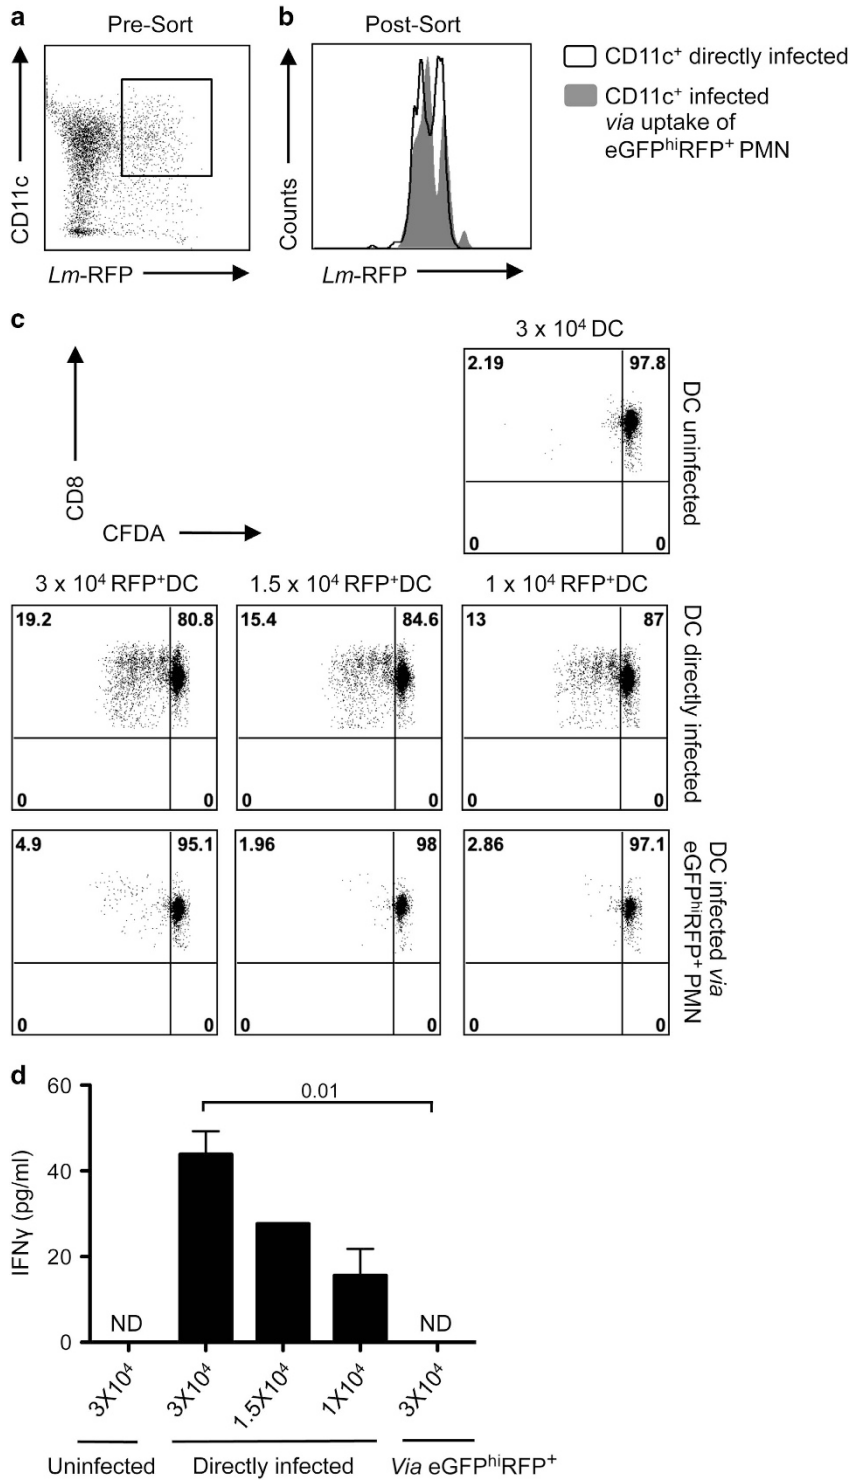 a
Pre-Sort
CD11c
Lm-RFP
b
Post-Sort
Counts
Lm-RFP
CD11c⁺ directly infected
CD11c⁺ infected
via uptake of
eGFPʰⁱRFP⁺ PMN
c
CD8
CFDA
3 x 10⁴ DC
2.19 97.8
0 0
DC uninfected
3 x 10⁴ RFP⁺DC
1.5 x 10⁴ RFP⁺DC
1 x 10⁴ RFP⁺DC
19.2 80.8
0 0
15.4 84.6
0 0
13 87
0 0
DC directly infected
4.9 95.1
0 0
1.96 98
0 0
2.86 97.1
0 0
DC infected via
eGFPʰⁱRFP⁺ PMN
d
IFNγ (pg/ml)
60
40
20
0
0.01
ND
ND
3X10⁴
3X10⁴
1.5X10⁴
1X10⁴
3X10⁴
Uninfected
Directly infected
Via eGFPʰⁱRFP⁺